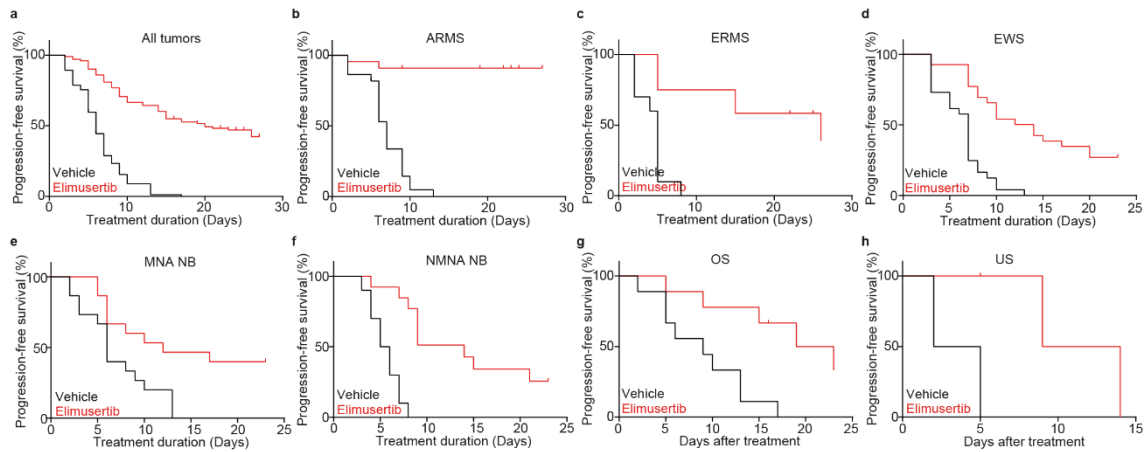 a
All tumors
Progression-free survival (%)
100
50
0
Vehicle
Elimusertib
0
10
20
30
Treatment duration (Days)
b
ARMS
Progression-free survival (%)
100
50
0
Vehicle
Elimusertib
0
10
20
30
Treatment duration (Days)
c
ERMS
Progression-free survival (%)
100
50
0
Vehicle
Elimusertib
0
10
20
30
Treatment duration (Days)
d
EWS
Progression-free survival (%)
100
50
0
Vehicle
Elimusertib
0
5
10
15
20
25
Treatment duration (Days)
e
MNA NB
Progression-free survival (%)
100
50
0
Vehicle
Elimusertib
0
5
10
15
20
25
Treatment duration (Days)
f
NMNA NB
Progression-free survival (%)
100
50
0
Vehicle
Elimusertib
0
5
10
15
20
25
Treatment duration (Days)
g
OS
Progression-free survival (%)
100
50
0
Vehicle
Elimusertib
0
5
10
15
20
25
Days after treatment
h
US
Progression-free survival (%)
100
50
0
Vehicle
Elimusertib
0
5
10
15
Days after treatment